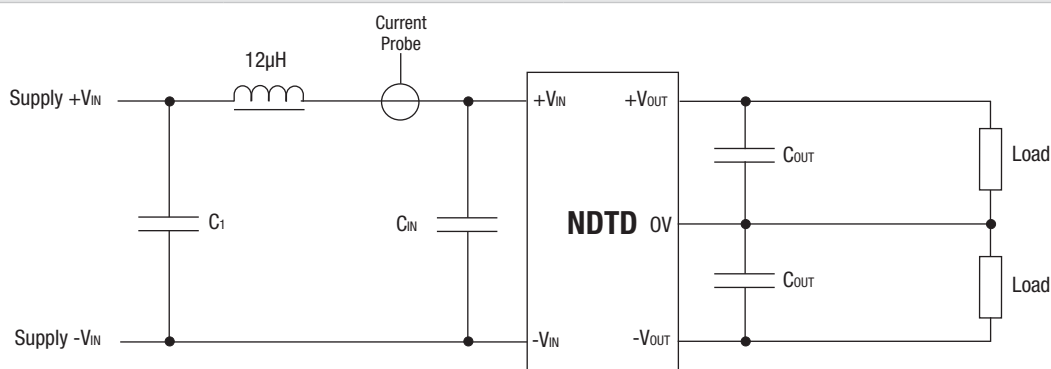 Current
Probe
12µH
Supply +VIN
+VIN
+VOUT
COUT
Load
C1
CIN
NDTD
0V
COUT
Load
Supply -VIN
-VIN
-VOUT